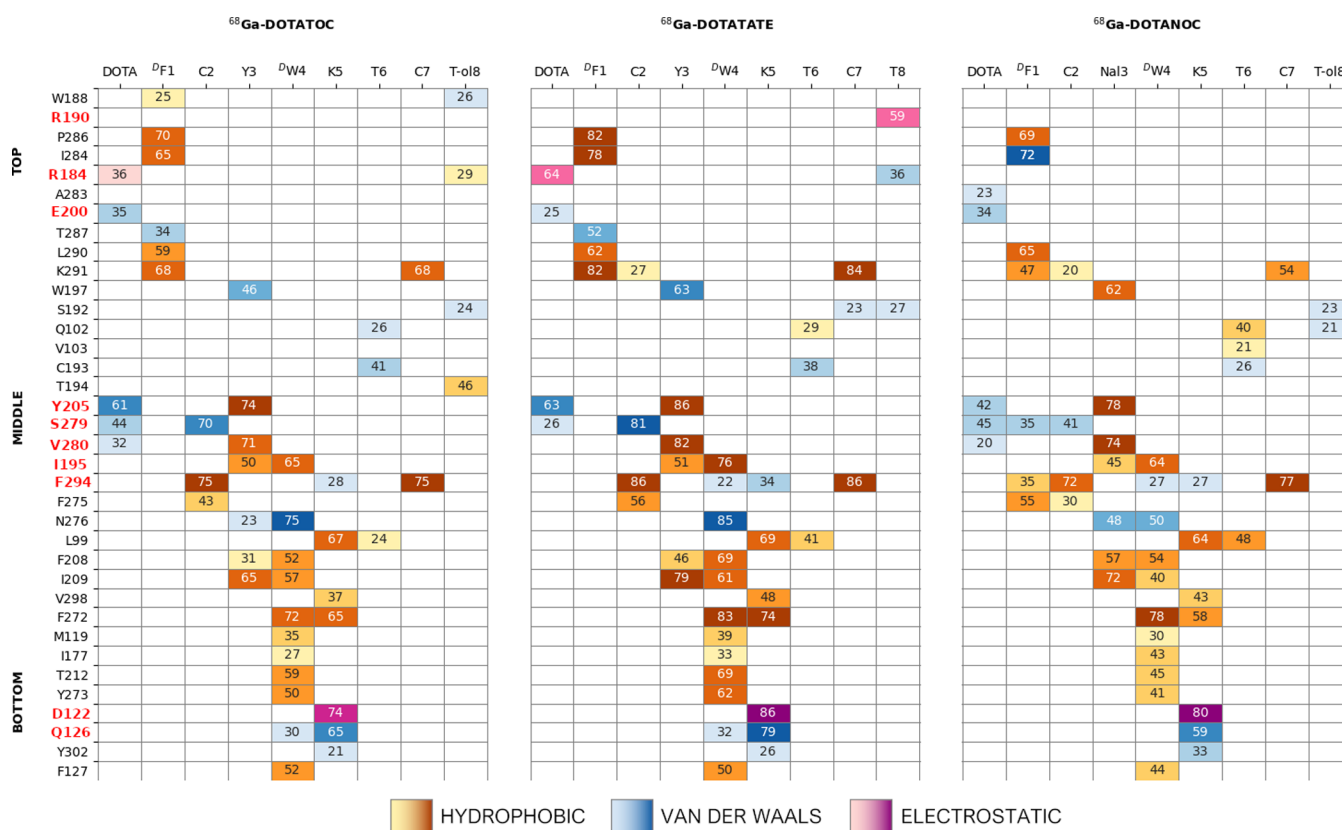 68Ga-DOTATOC 68Ga-DOTATATE 68Ga-DOTANOC
DOTA DF1 C2 Y3 DW4 K5 T6 C7 T-ol8 DOTA DF1 C2 Y3 DW4 K5 T6 C7 T8 DOTA DF1 C2 Nal3 DW4 K5 T6 C7 T-ol8
W188 25 26
R190 59
P286 70 82 69
I284 65 78 72
TOP
R184 36 29 64 36
A283 23
E200 35 25 34
T287 34 52
L290 59 62 65
K291 68 68 82 27 84 47 20 54
W197 46 63 62
S192 24 23 27 23
Q102 26 29 40 21
V103 21
C193 41 38 26
T194 46
MIDDLE
Y205 61 74 63 86 42 78
S279 44 70 26 81 45 35 41
V280 32 71 82 20 74
I195 50 65 51 76 45 64
F294 75 28 75 86 22 34 86 35 72 27 27 77
F275 43 56 55 30
N276 23 75 85 48 50
L99 67 24 69 41 64 48
F208 31 52 46 69 57 54
I209 65 57 79 61 72 40
V298 37 48 43
F272 72 65 83 74 78 58
M119 35 39 30
I177 27 33 43
T212 59 69 45
Y273 50 62 41
BOTTOM
D122 74 86 80
Q126 30 65 32 79 59
Y302 21 26 33
F127 52 50 44
HYDROPHOBIC VAN DER WAALS ELECTROSTATIC